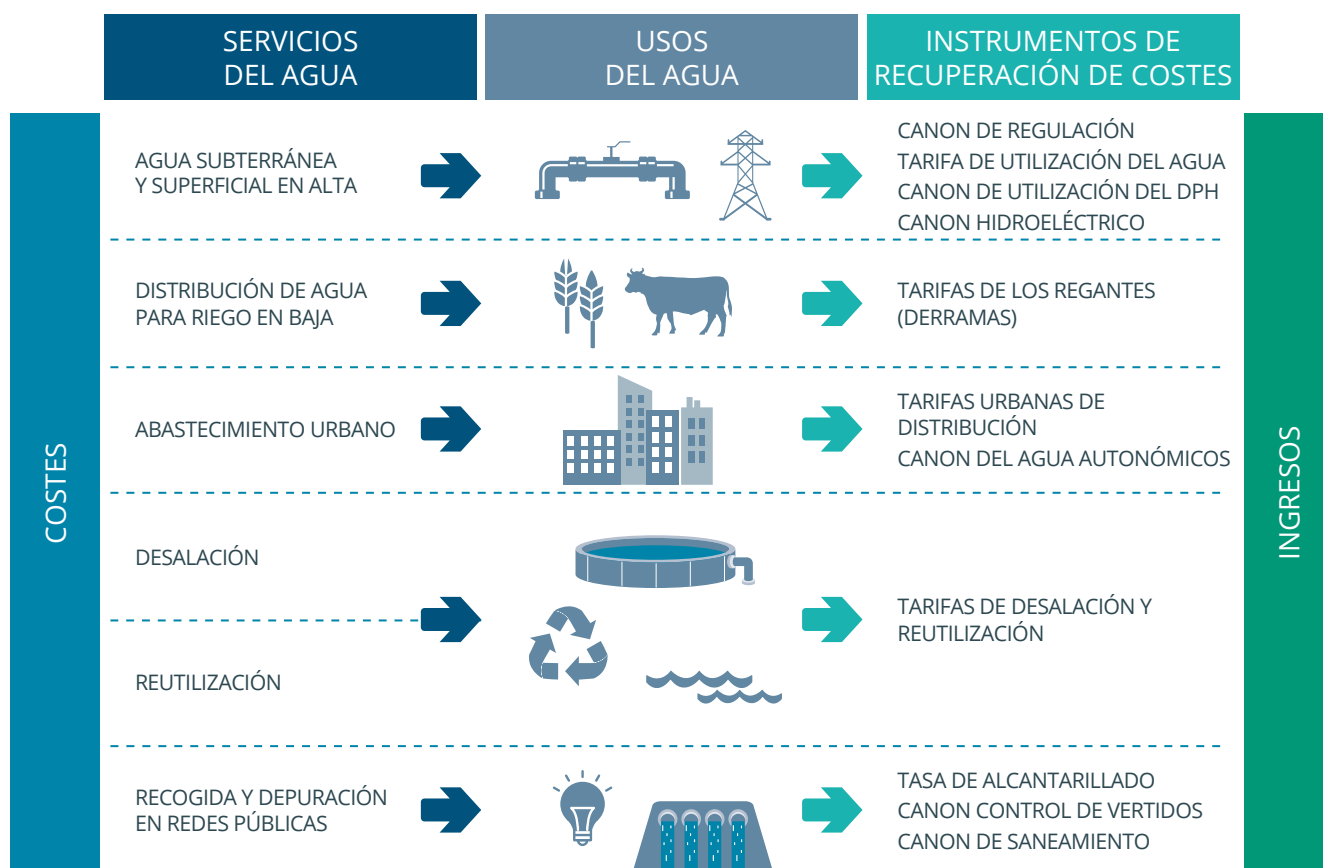 SERVICIOS
DEL AGUA
USOS
DEL AGUA
INSTRUMENTOS DE
RECUPERACIÓN DE COSTES
COSTES
AGUA SUBTERRÁNEA
Y SUPERFICIAL EN ALTA
CANON DE REGULACIÓN
TARIFA DE UTILIZACIÓN DEL AGUA
CANON DE UTILIZACIÓN DEL DPH
CANON HIDROELÉCTRICO
DISTRIBUCIÓN DE AGUA
PARA RIEGO EN BAJA
TARIFAS DE LOS REGANTES
(DERRAMAS)
ABASTECIMIENTO URBANO
TARIFAS URBANAS DE
DISTRIBUCIÓN
CANON DEL AGUA AUTONÓMICOS
DESALACIÓN
REUTILIZACIÓN
TARIFAS DE DESALACIÓN Y
REUTILIZACIÓN
RECOGIDA Y DEPURACIÓN
EN REDES PÚBLICAS
TASA DE ALCANTARILLADO
CANON CONTROL DE VERTIDOS
CANON DE SANEAMIENTO
INGRESOS